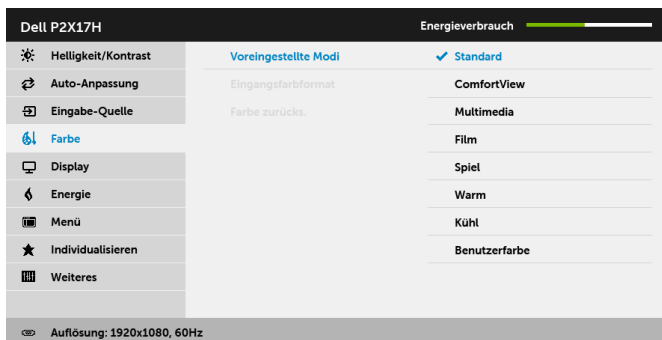 Dell P2X17H Energieverbrauch
Helligkeit/Kontrast Voreingestellte Modi Standard
Auto-Anpassung Eingangsfarbformat ComfortView
Eingabe-Quelle Farbe zurücks. Multimedia
Farbe Film
Display Spiel
Energie Warm
Menü Kühl
Individualisieren Benutzerfarbe
Weiteres
Auflösung: 1920x1080, 60Hz